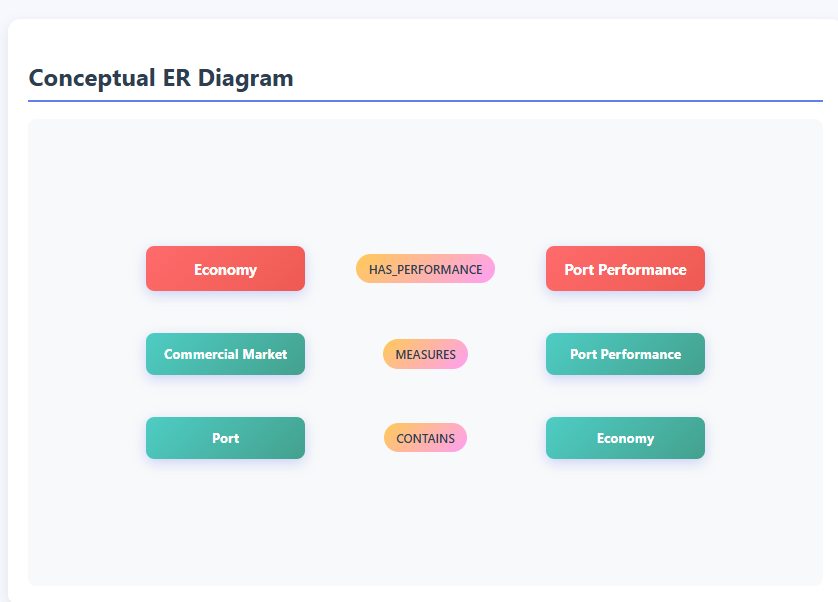 Conceptual ER Diagram
Economy HAS_PERFORMANCE Port Performance
Commercial Market MEASURES Port Performance
Port CONTAINS Economy